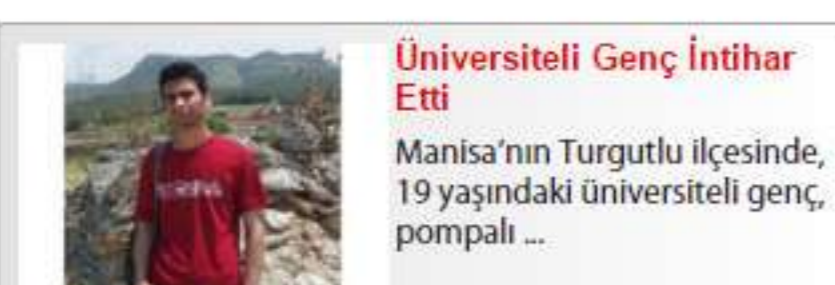 Üniversiteli Genç İntihar
Etti
Manisa'nın Turgutlu ilçesinde,
19 yaşındaki üniversiteli genç,
pompalı ...